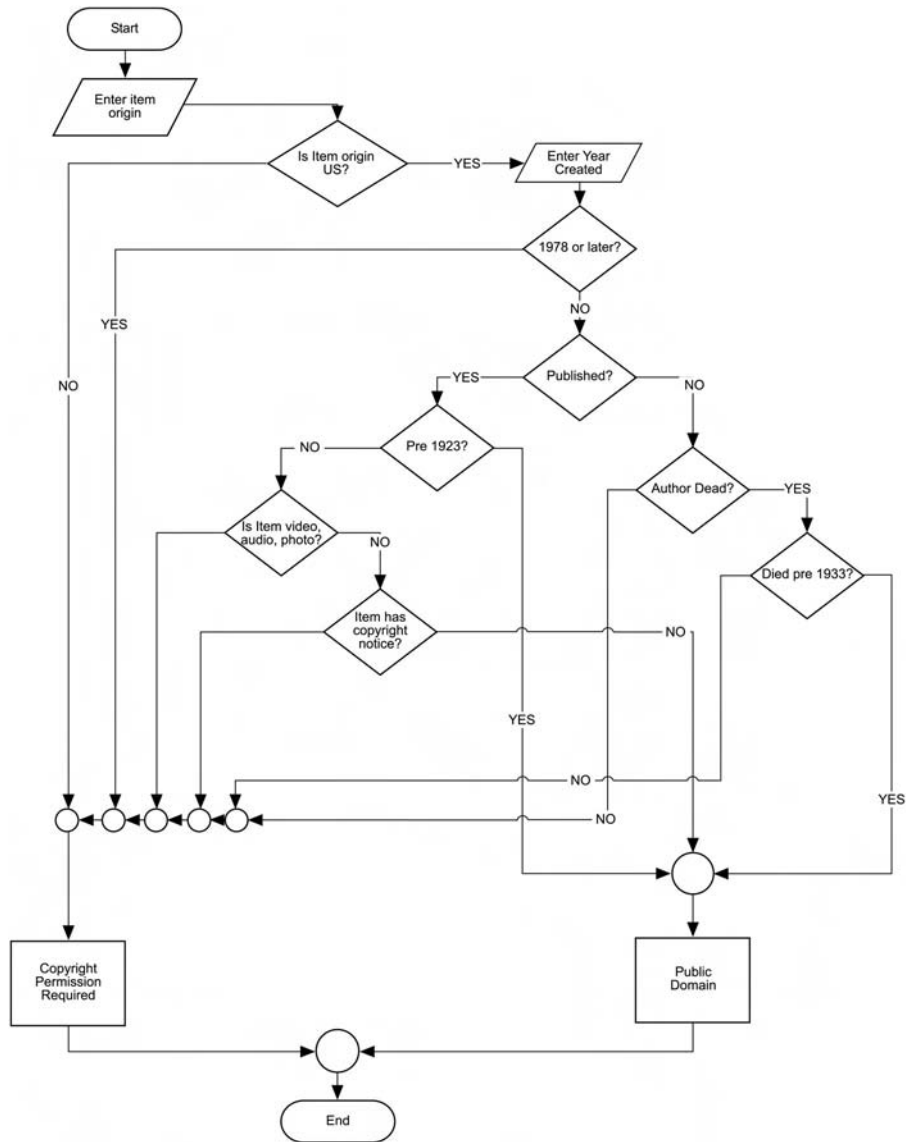 Start
Enter item
origin
Is Item origin
US?
YES
Enter Year
Created
1978 or later?
YES
NO
NO
Published?
YES
NO
Pre 1923?
NO
Author Dead?
YES
Is Item video,
audio, photo?
NO
Died pre 1933?
Item has
copyright
notice?
NO
YES
NO
YES
NO
Copyright
Permission
Required
Public
Domain
End